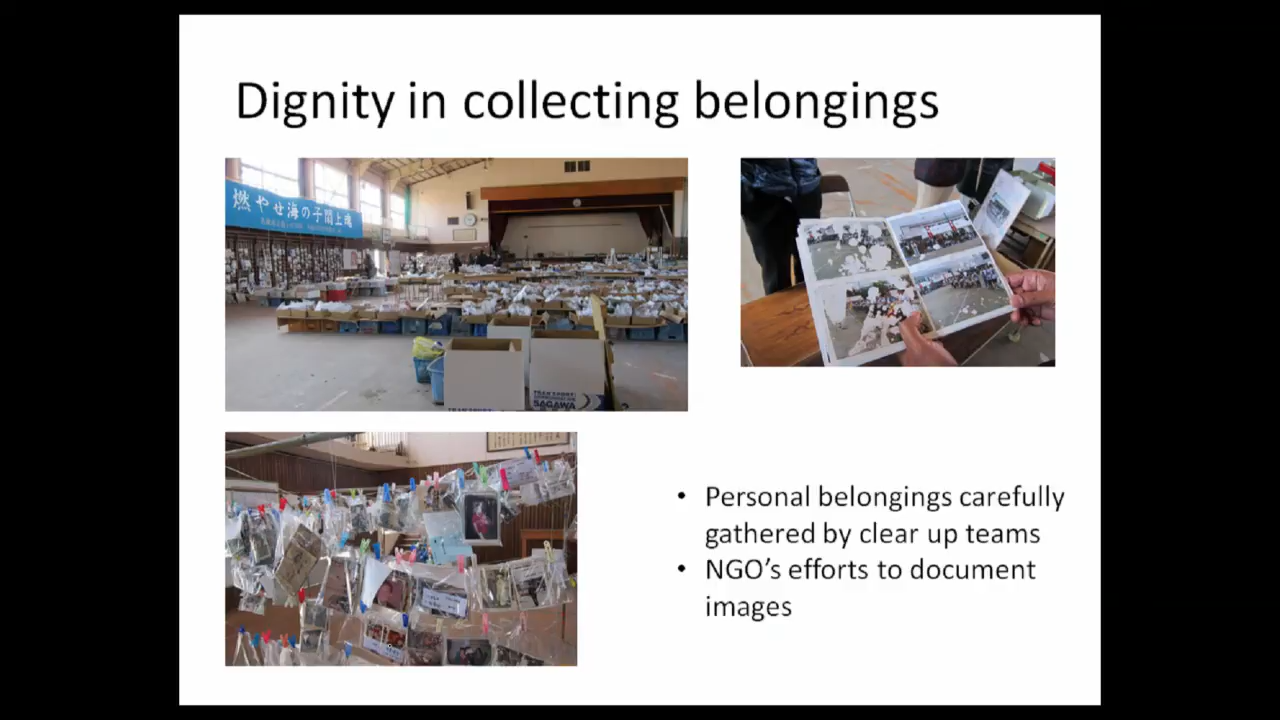 Dignity in collecting belongings
燃やせ海の子閖上魂
SAGAWA
• Personal belongings carefully
gathered by clear up teams
• NGO’s efforts to document
images